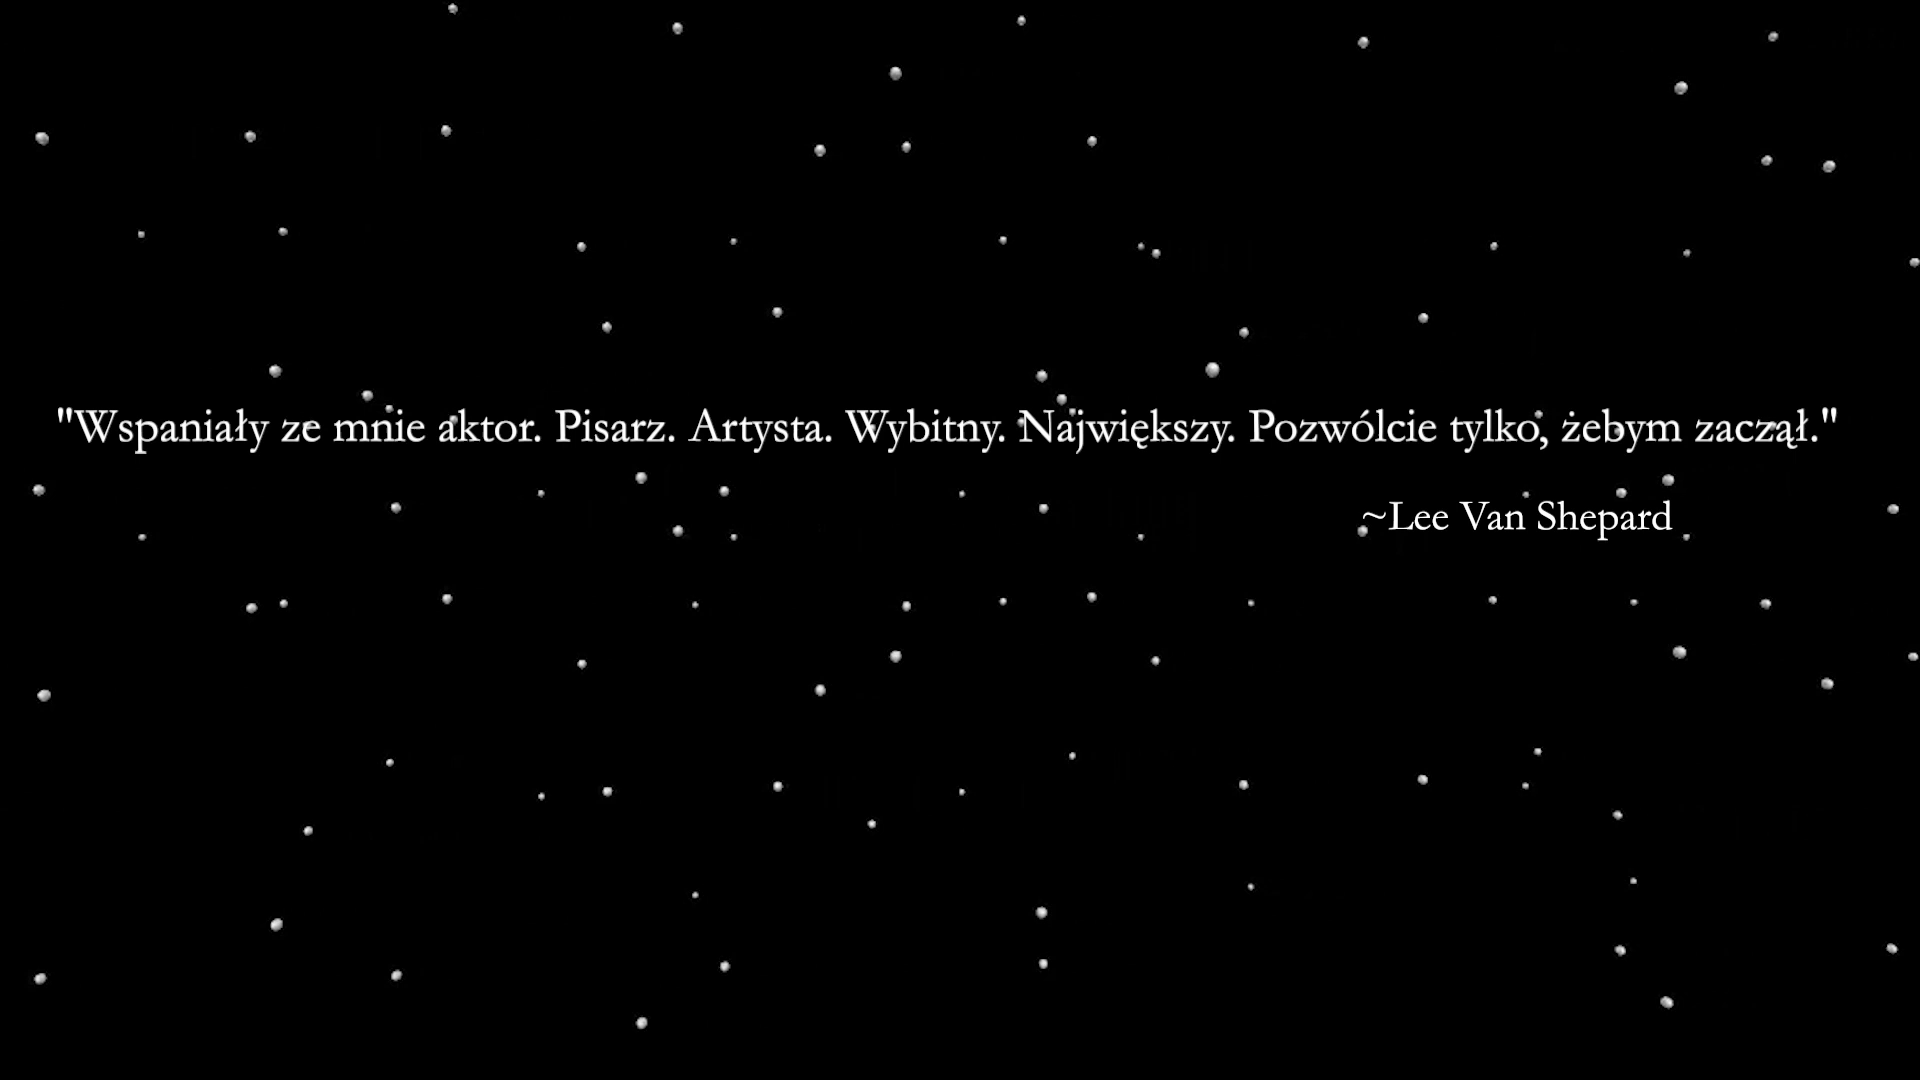 "Wspaniały ze mnie aktor. Pisarz. Artysta. Wybitny. Największy. Pozwólcie tylko, żebym zaczął."
~Lee Van Shepard